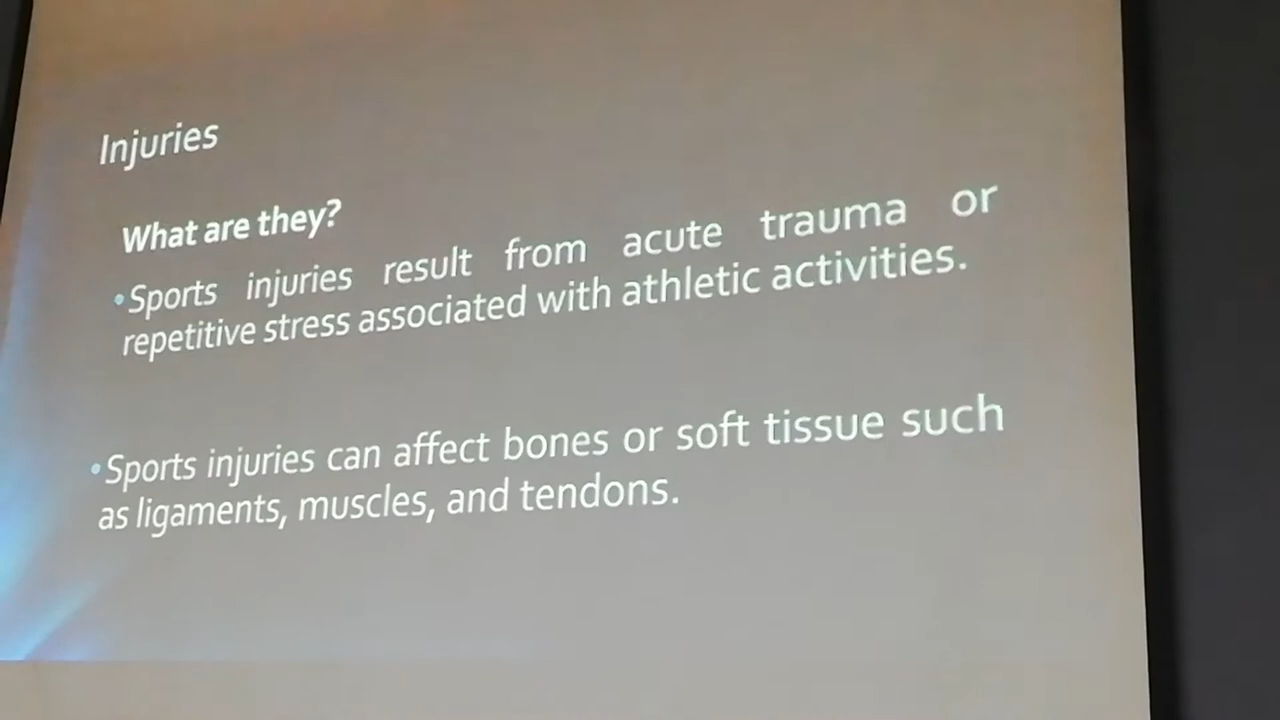 Injuries
What are they?
•Sports injuries result from acute trauma or
repetitive stress associated with athletic activities.
•Sports injuries can affect bones or soft tissue such
as ligaments, muscles, and tendons.